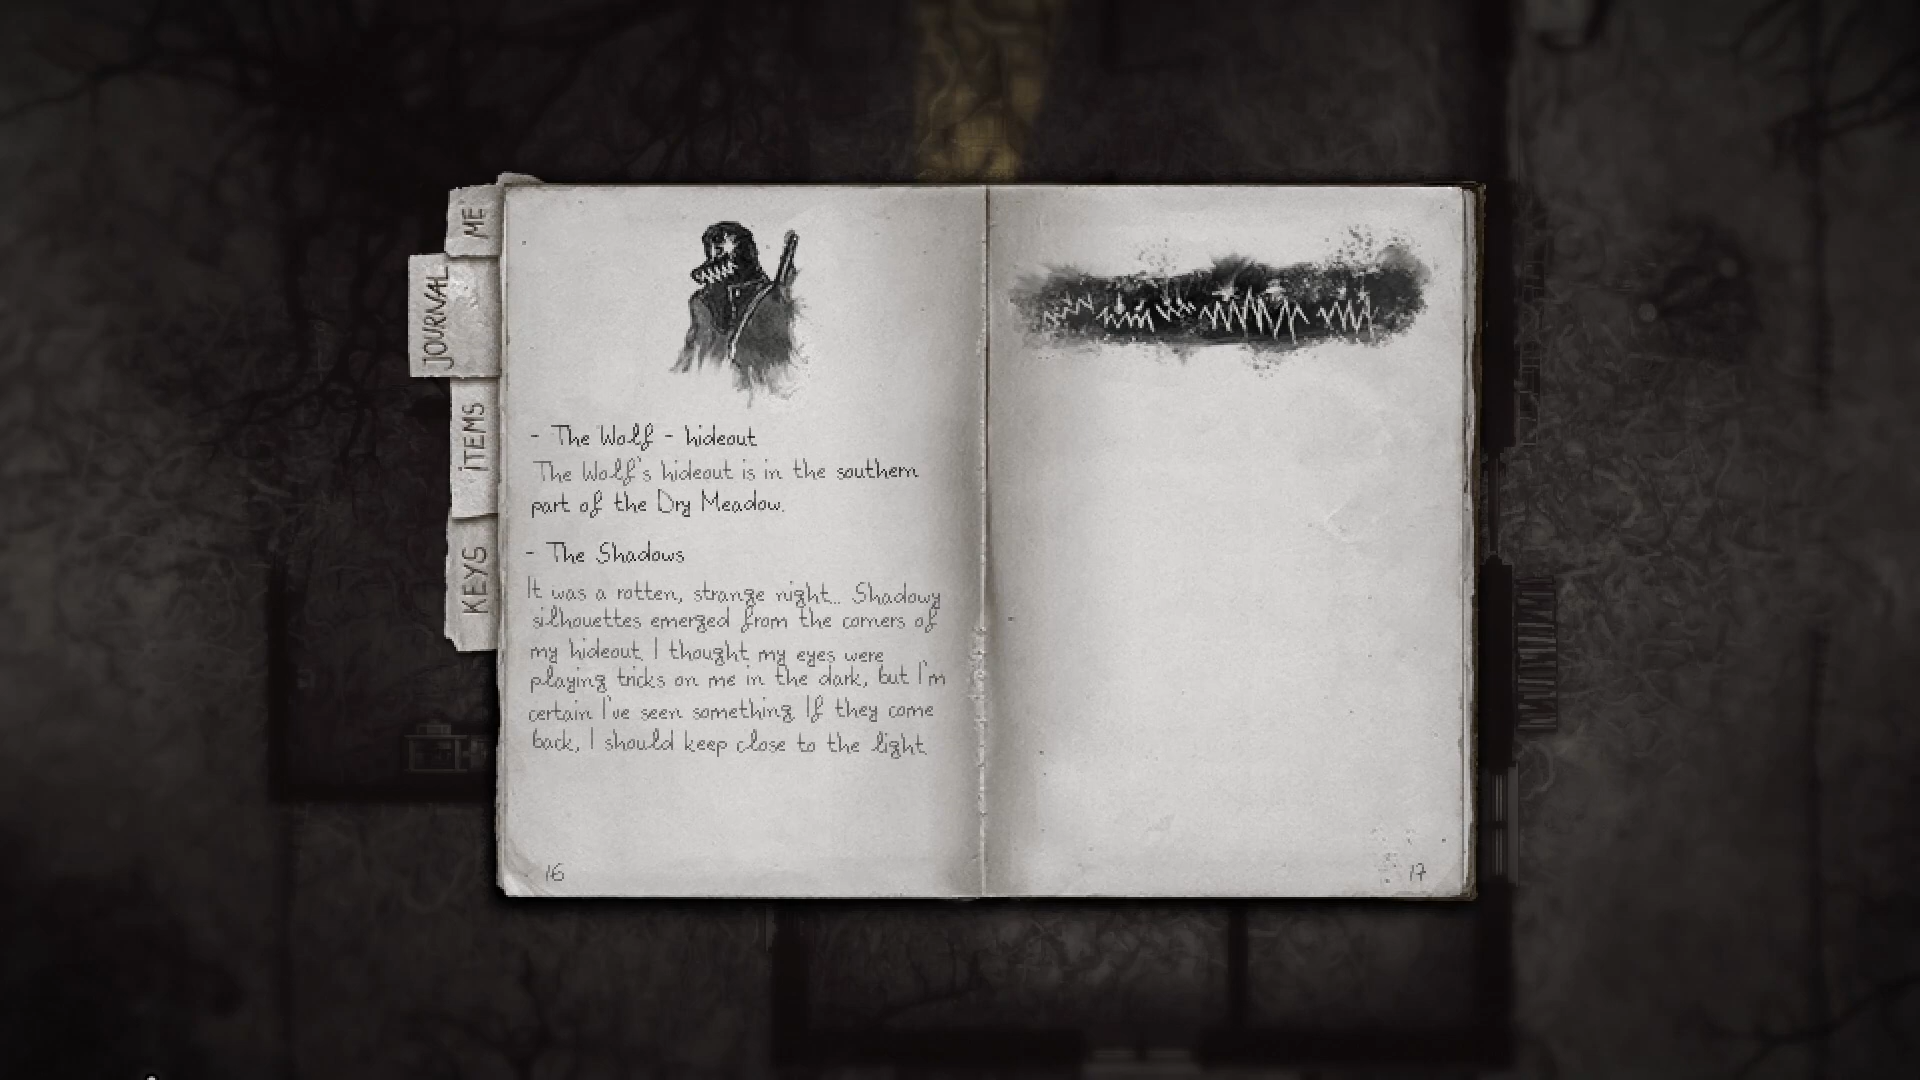 ME
JOURNAL
ITEMS
KEYS
- The Wolf - hideout
The Wolf's hideout is in the southern
part of the Dry Meadow.
- The Shadows
It was a rotten, strange night... Shadowy
silhouettes emerged from the corners of
my hideout. I thought my eyes were
playing tricks on me in the dark, but I'm
certain I've seen something. If they come
back, I should keep close to the light.
16
17